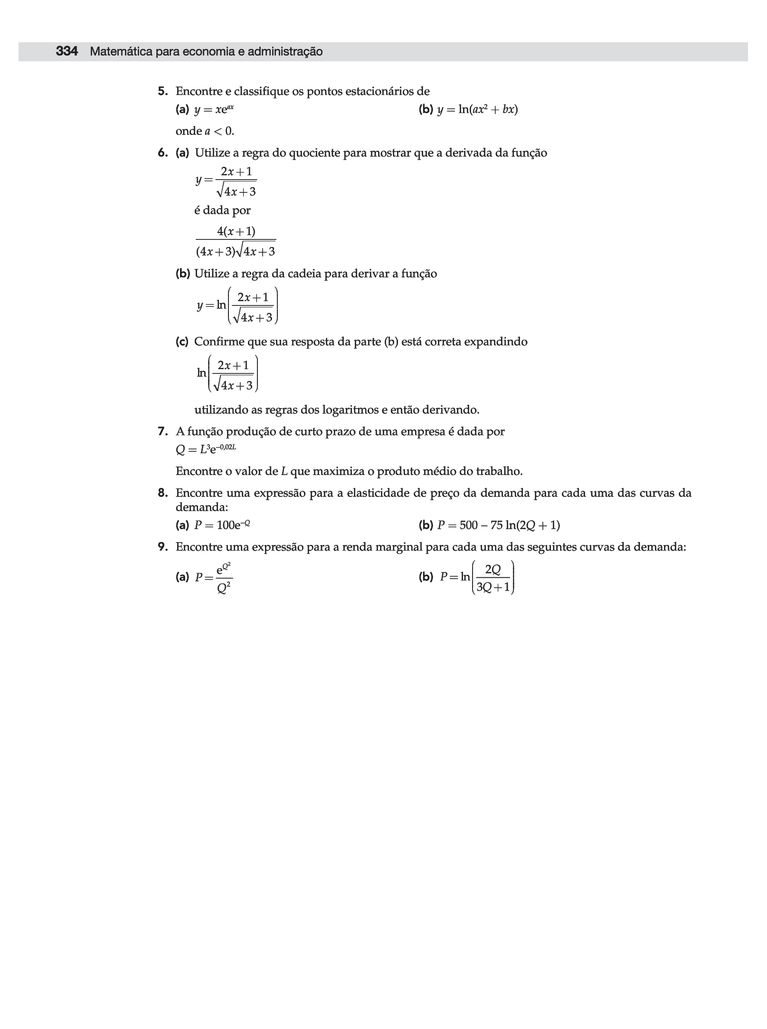 334 Matemática para economia e administração
5. Encontre e classifique os pontos estacionários de
(a) y = xe^{ax} (b) y = ln(ax² + bx)
onde a < 0.
6. (a) Utilize a regra do quociente para mostrar que a derivada da função
y = \frac{2x+1}{\sqrt{4x+3}}
é dada por
\frac{4(x+1)}{(4x+3)\sqrt{4x+3}}
(b) Utilize a regra da cadeia para derivar a função
y = ln\left(\frac{2x+1}{\sqrt{4x+3}}\right)
(c) Confirme que sua resposta da parte (b) está correta expandindo
ln\left(\frac{2x+1}{\sqrt{4x+3}}\right)
utilizando as regras dos logaritmos e então derivando.
7. A função produção de curto prazo de uma empresa é dada por
Q = L³e^{–0,02L}
Encontre o valor de L que maximiza o produto médio do trabalho.
8. Encontre uma expressão para a elasticidade de preço da demanda para cada uma das curvas da
demanda:
(a) P = 100e^{–Q} (b) P = 500 – 75 ln(2Q + 1)
9. Encontre uma expressão para a renda marginal para cada uma das seguintes curvas da demanda:
(a) P = \frac{e^{Q^2}}{Q^2} (b) P = ln\left(\frac{2Q}{3Q+1}\right)